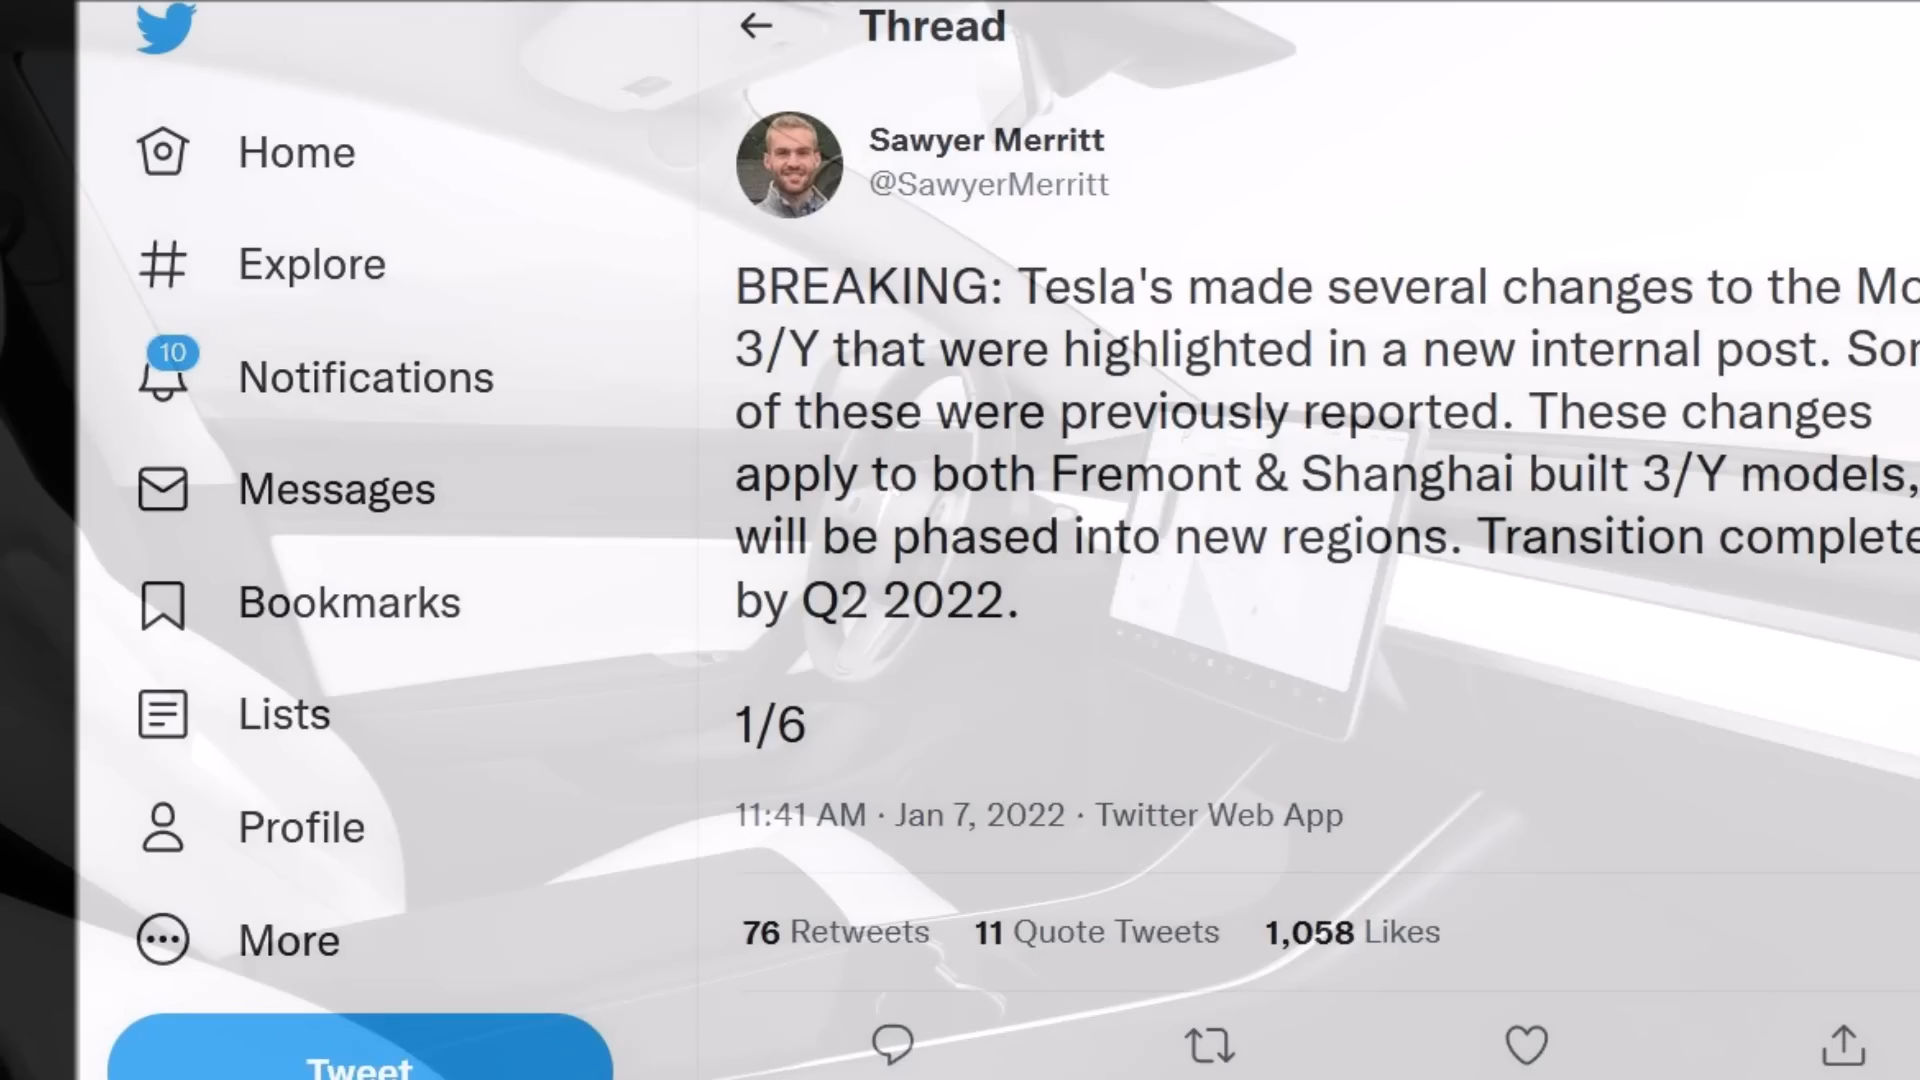 Thread
Home
Explore
10
Notifications
Messages
Bookmarks
Lists
Profile
More
Tweet
Sawyer Merritt
@SawyerMerritt
BREAKING: Tesla's made several changes to the
3/Y that were highlighted in a new internal post.
of these were previously reported. These changes
apply to both Fremont & Shanghai built 3/Y models,
will be phased into new regions. Transition complete
by Q2 2022.
1/6
11:41 AM · Jan 7, 2022 · Twitter Web App
76 Retweets 11 Quote Tweets 1,058 Likes